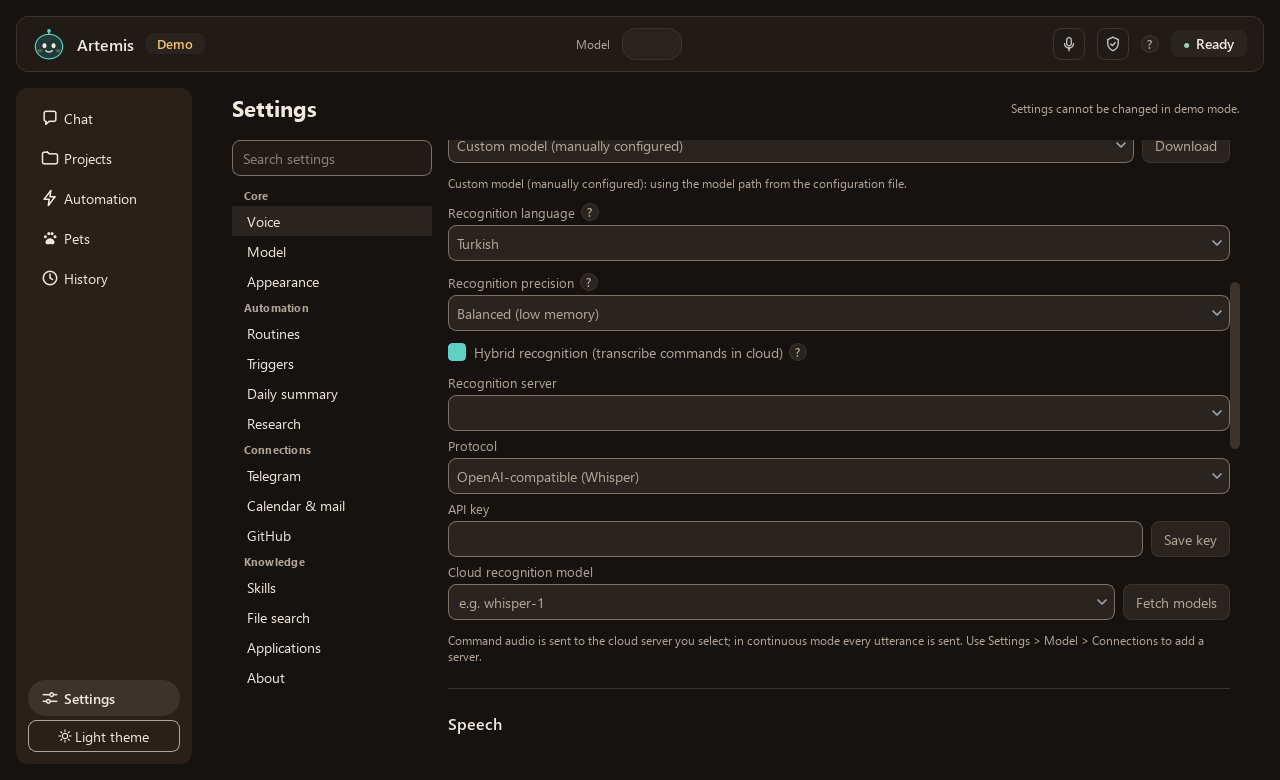 Artemis
Demo
Model
?
Ready
Chat
Projects
Automation
Pets
History
Settings
Light theme
Settings
Settings cannot be changed in demo mode.
Search settings
Core
Voice
Model
Appearance
Automation
Routines
Triggers
Daily summary
Research
Connections
Telegram
Calendar & mail
GitHub
Knowledge
Skills
File search
Applications
About
Custom model (manually configured)
Download
Custom model (manually configured): using the model path from the configuration file.
Recognition language ?
Turkish
Recognition precision ?
Balanced (low memory)
Hybrid recognition (transcribe commands in cloud) ?
Recognition server
Protocol
OpenAI-compatible (Whisper)
API key
Save key
Cloud recognition model
e.g. whisper-1
Fetch models
Command audio is sent to the cloud server you select; in continuous mode every utterance is sent. Use Settings > Model > Connections to add a
server.
Speech